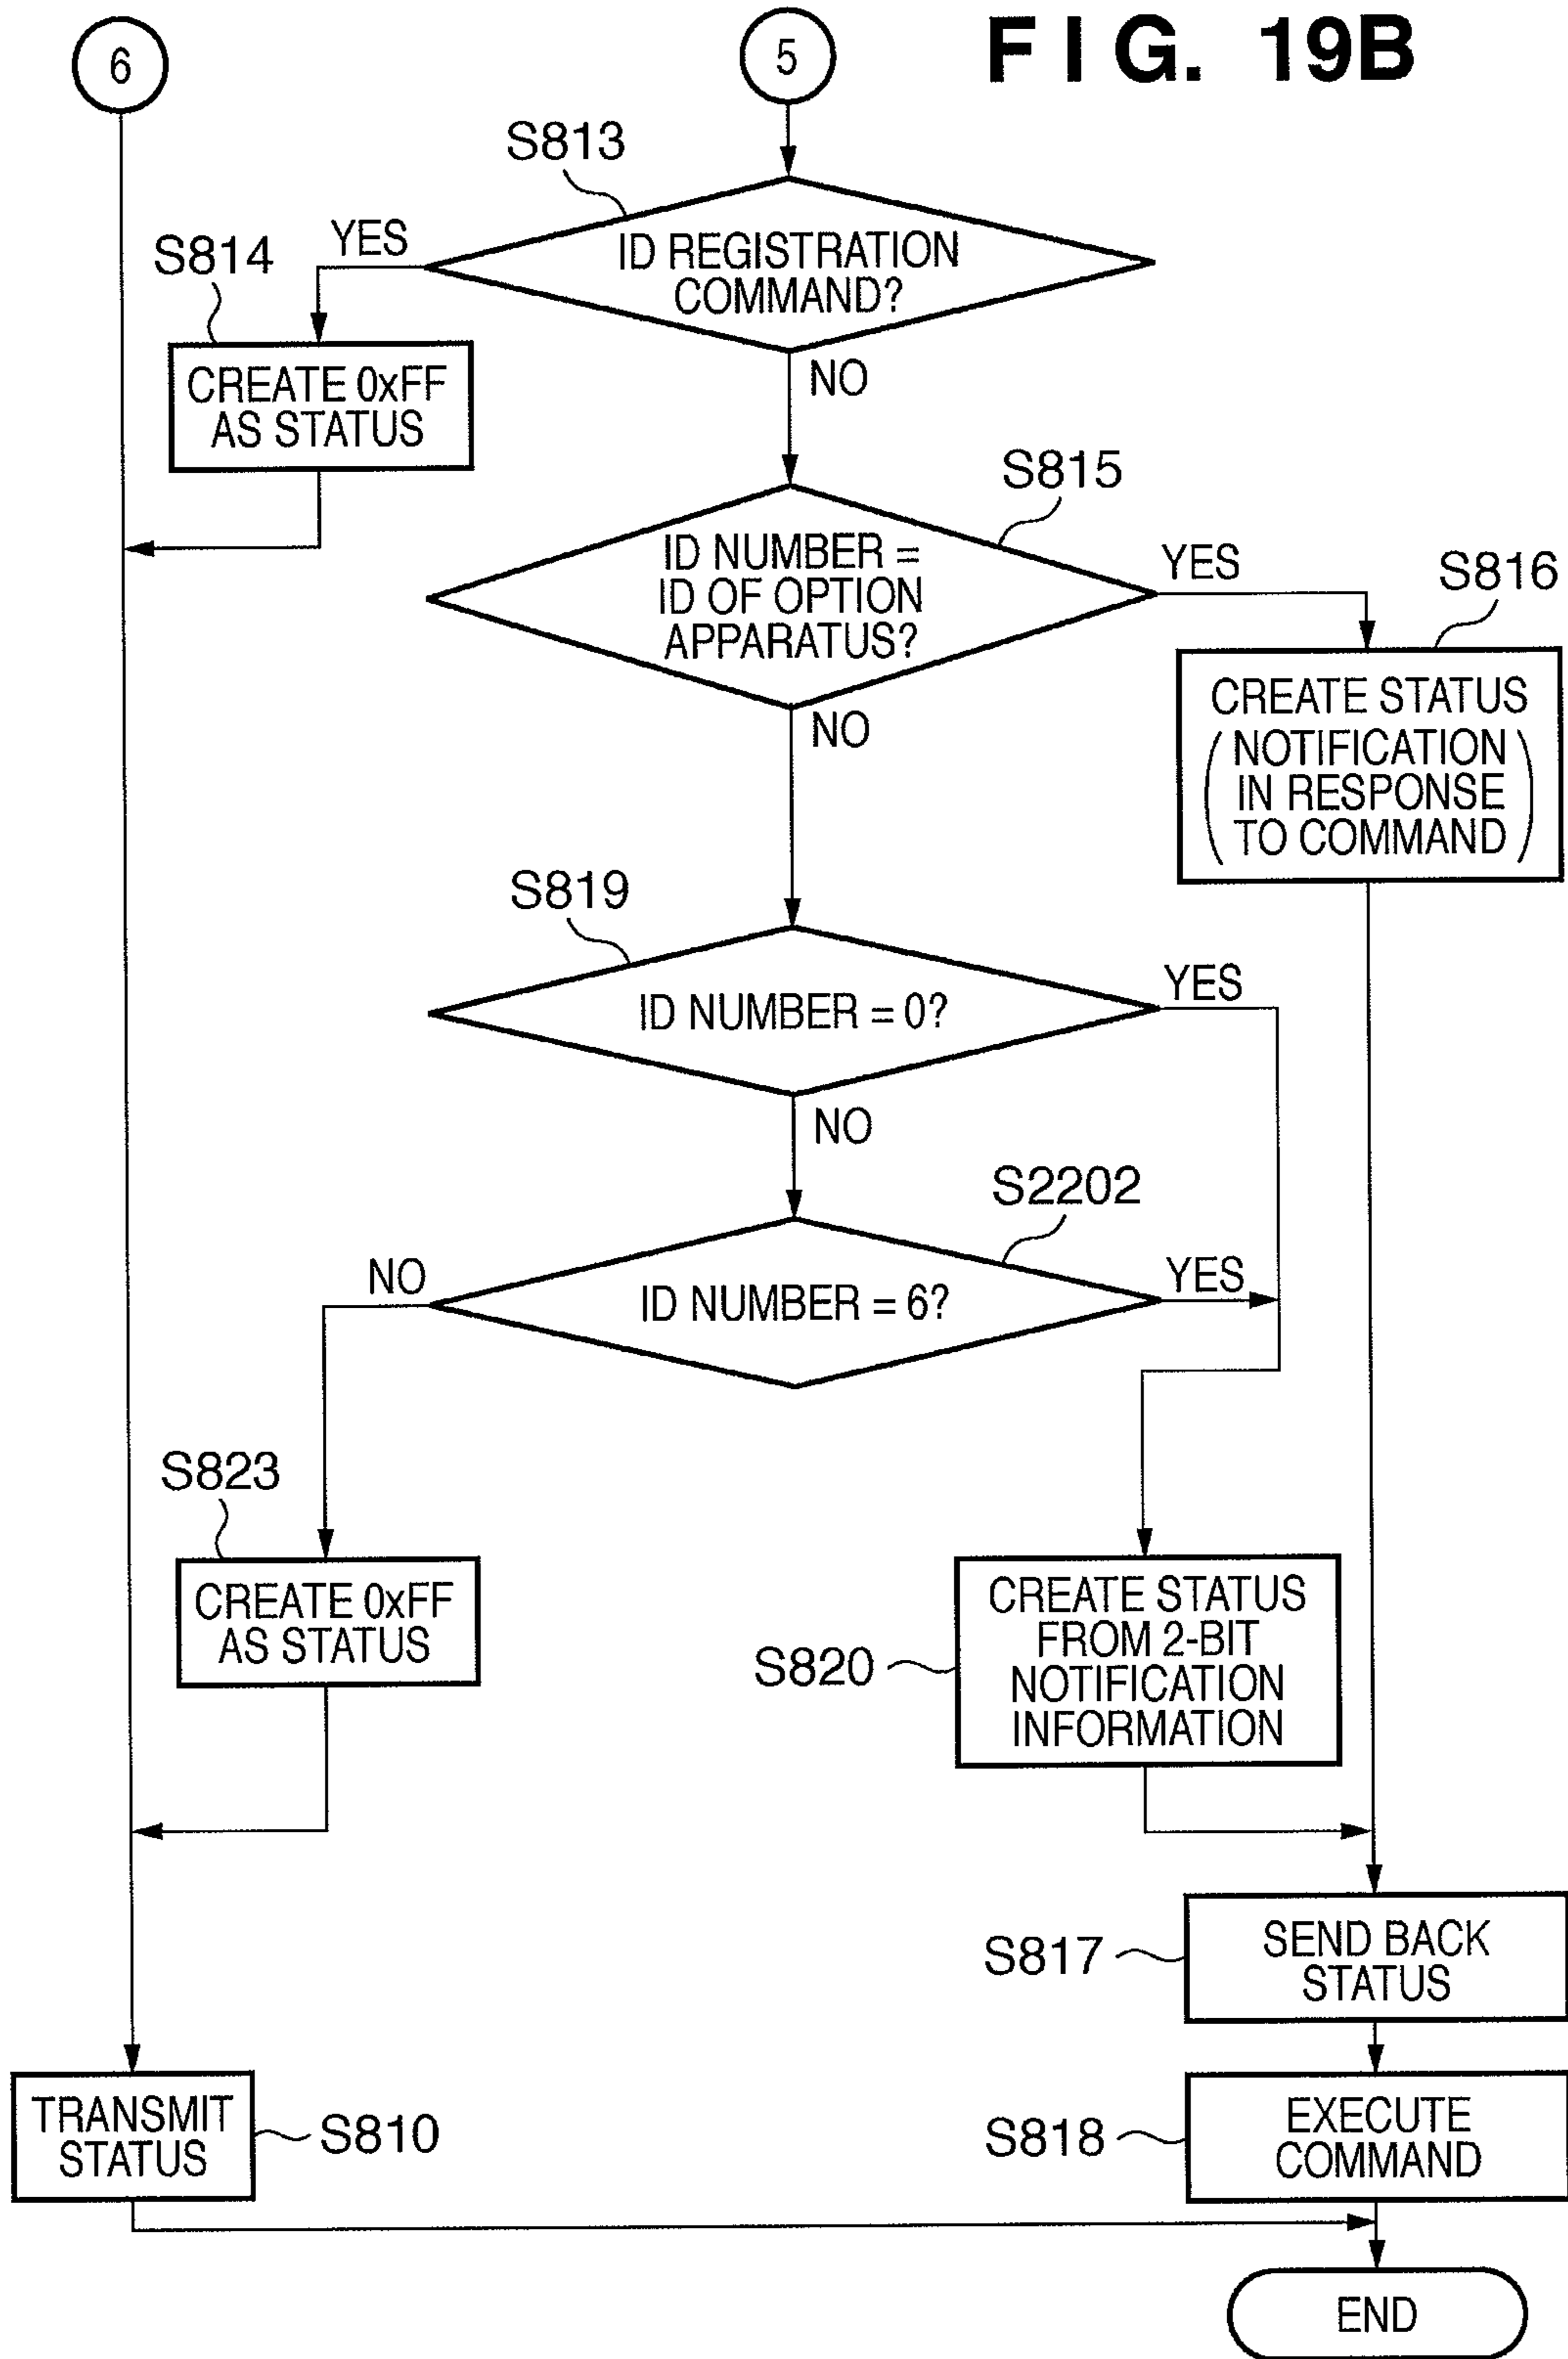 FIG. 19B
6
5
S813
YES
ID REGISTRATION
COMMAND?
S814
NO
CREATE 0xFF
AS STATUS
S815
ID NUMBER =
ID OF OPTION
APPARATUS?
YES
S816
NO
CREATE STATUS
(NOTIFICATION
IN RESPONSE
TO COMMAND)
S819
ID NUMBER = 0?
YES
NO
S2202
NO
ID NUMBER = 6?
YES
S823
CREATE 0xFF
AS STATUS
S820
CREATE STATUS
FROM 2-BIT
NOTIFICATION
INFORMATION
S817
SEND BACK
STATUS
TRANSMIT
STATUS
S810
S818
EXECUTE
COMMAND
END